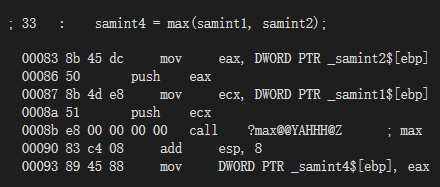 ; 33   :     samint4 = max(samint1, samint2);
00083 8b 45 dc mov eax, DWORD PTR _samint2$[ebp]
00086 50 push eax
00087 8b 4d e8 mov ecx, DWORD PTR _samint1$[ebp]
0008a 51 push ecx
0008b e8 00 00 00 00 call ?max@@YAHHH@Z ; max
00090 83 c4 08 add esp, 8
00093 89 45 88 mov DWORD PTR _samint4$[ebp], eax